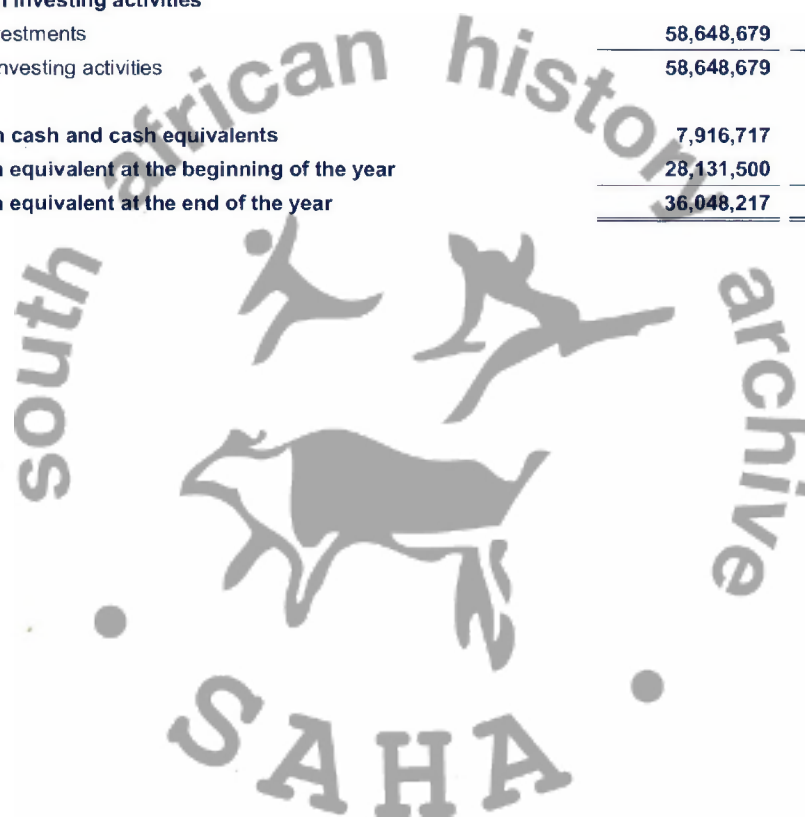 investing activities
estments 58,648,679
nvesting activities 58,648,679
cash and cash equivalents 7,916,717
equivalent at the beginning of the year 28,131,500
equivalent at the end of the year 36,048,217
south african history archive
SAHA